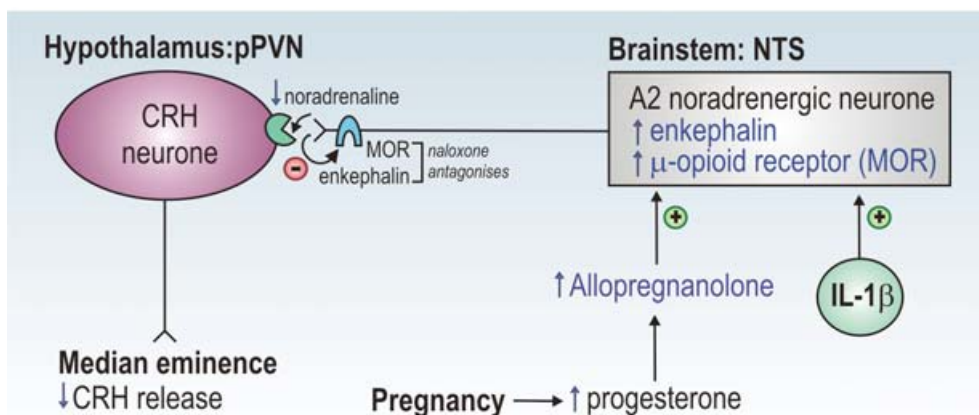 Hypothalamus:pPVN
↓ noradrenaline
CRH
neurone
MOR
enkephalin
naloxone
antagonises
-
Brainstem: NTS
A2 noradrenergic neurone
↑ enkephalin
↑ μ-opioid receptor (MOR)
+
+
↑ Allopregnanolone
IL-1β
Median eminence
↓ CRH release
Pregnancy
↑ progesterone